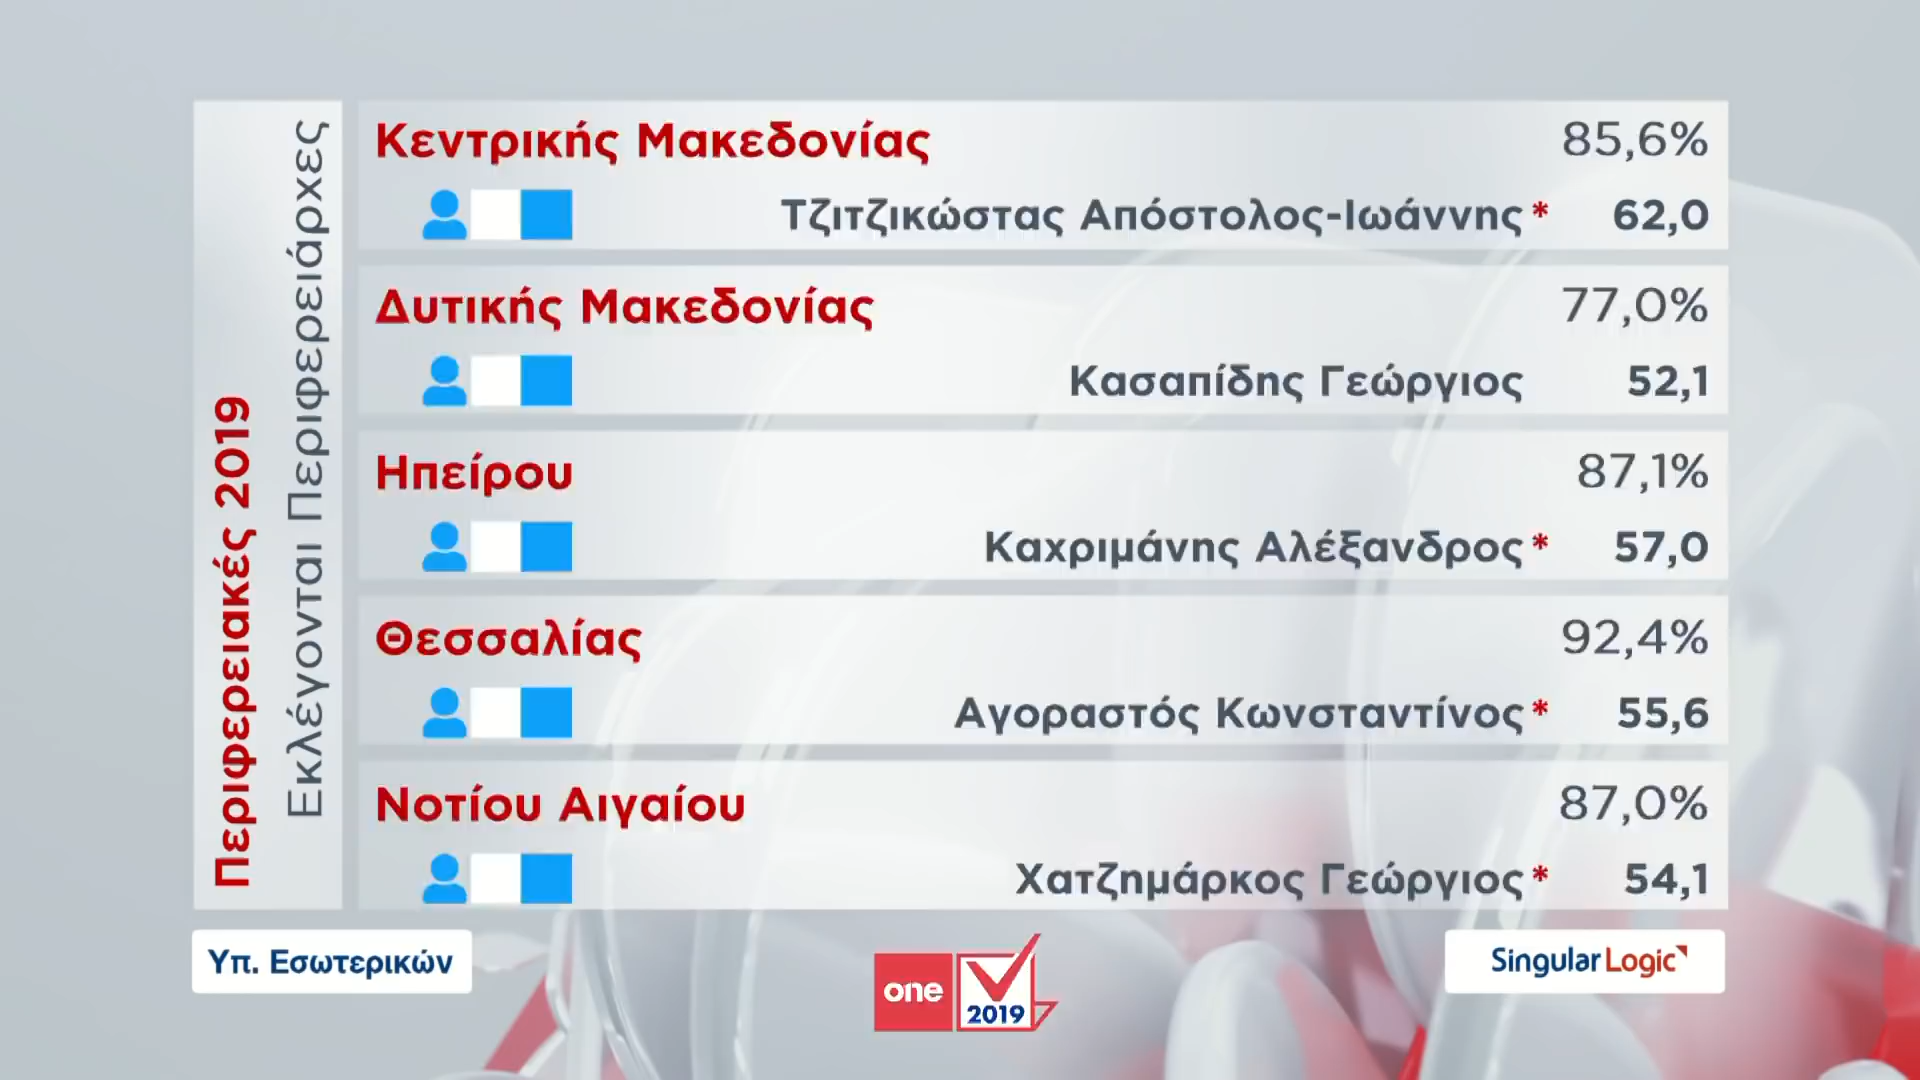 Περιφερειακές 2019
Εκλέγονται Περιφερειάρχες
Κεντρικής Μακεδονίας 85,6%
Τζιτζικώστας Απόστολος-Ιωάννης * 62,0
Δυτικής Μακεδονίας 77,0%
Κασαπίδης Γεώργιος 52,1
Ηπείρου 87,1%
Καχριμάνης Αλέξανδρος * 57,0
Θεσσαλίας 92,4%
Αγοραστός Κωνσταντίνος * 55,6
Νοτίου Αιγαίου 87,0%
Χατζημάρκος Γεώργιος * 54,1
Υπ. Εσωτερικών
one 2019
SingularLogic